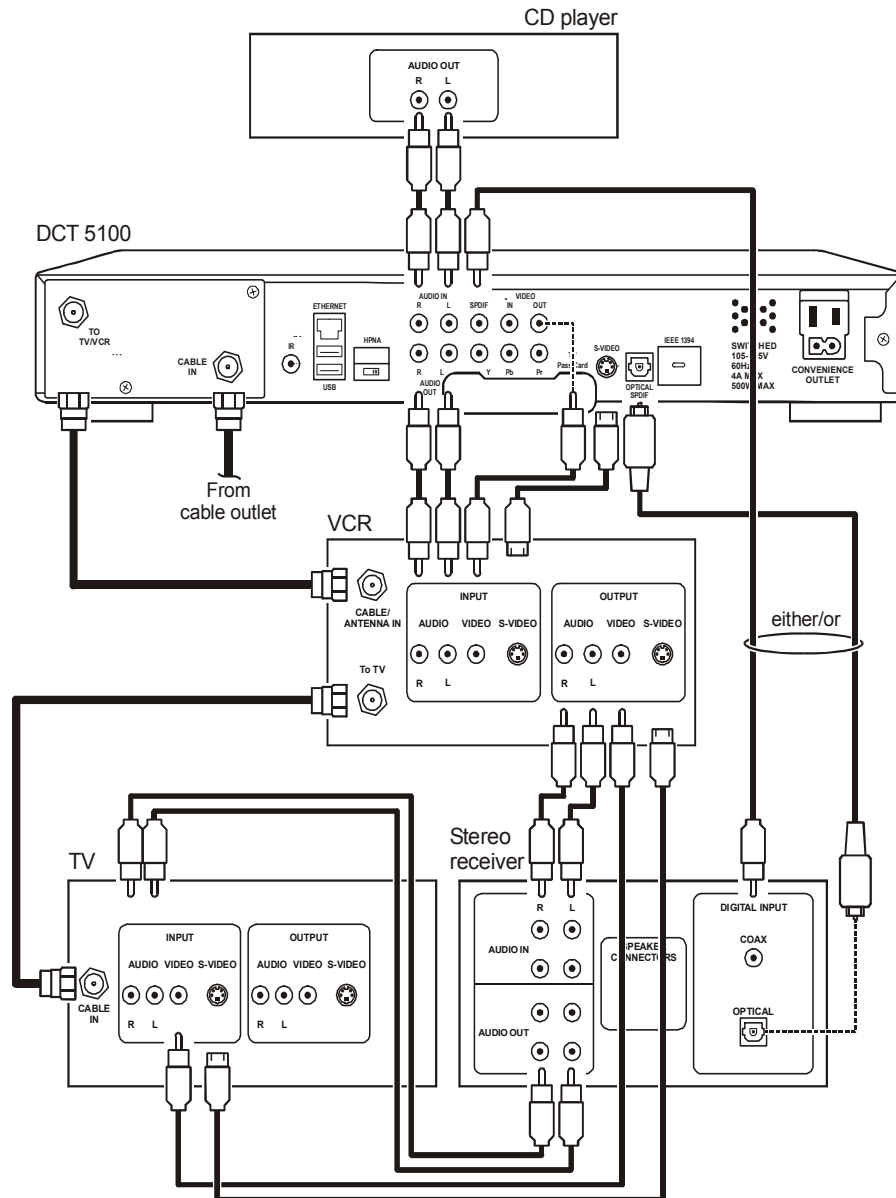 CD player
AUDIO OUT
R L
DCT 5100
TO
TV/VCR
CABLE
IN
IR
ETHERNET
USB
HPNA
AUDIO IN
R L SPDIF
VIDEO
IN OUT
R L Y Pb Pr
AUDIO
OUT
S-VIDEO
OPTICAL
SPDIF
IEEE 1394
60Hz
CONVENIENCE
OUTLET
From
cable outlet
VCR
CABLE/
ANTENNA IN
To TV
INPUT
AUDIO VIDEO S-VIDEO
R L
OUTPUT
AUDIO VIDEO S-VIDEO
R L
either/or
TV
CABLE
IN
INPUT
AUDIO VIDEO S-VIDEO
R L
OUTPUT
AUDIO VIDEO S-VIDEO
R L
Stereo
receiver
R L
AUDIO IN
AUDIO OUT
SPEAKER
CONNECTORS
DIGITAL INPUT
COAX
OPTICAL